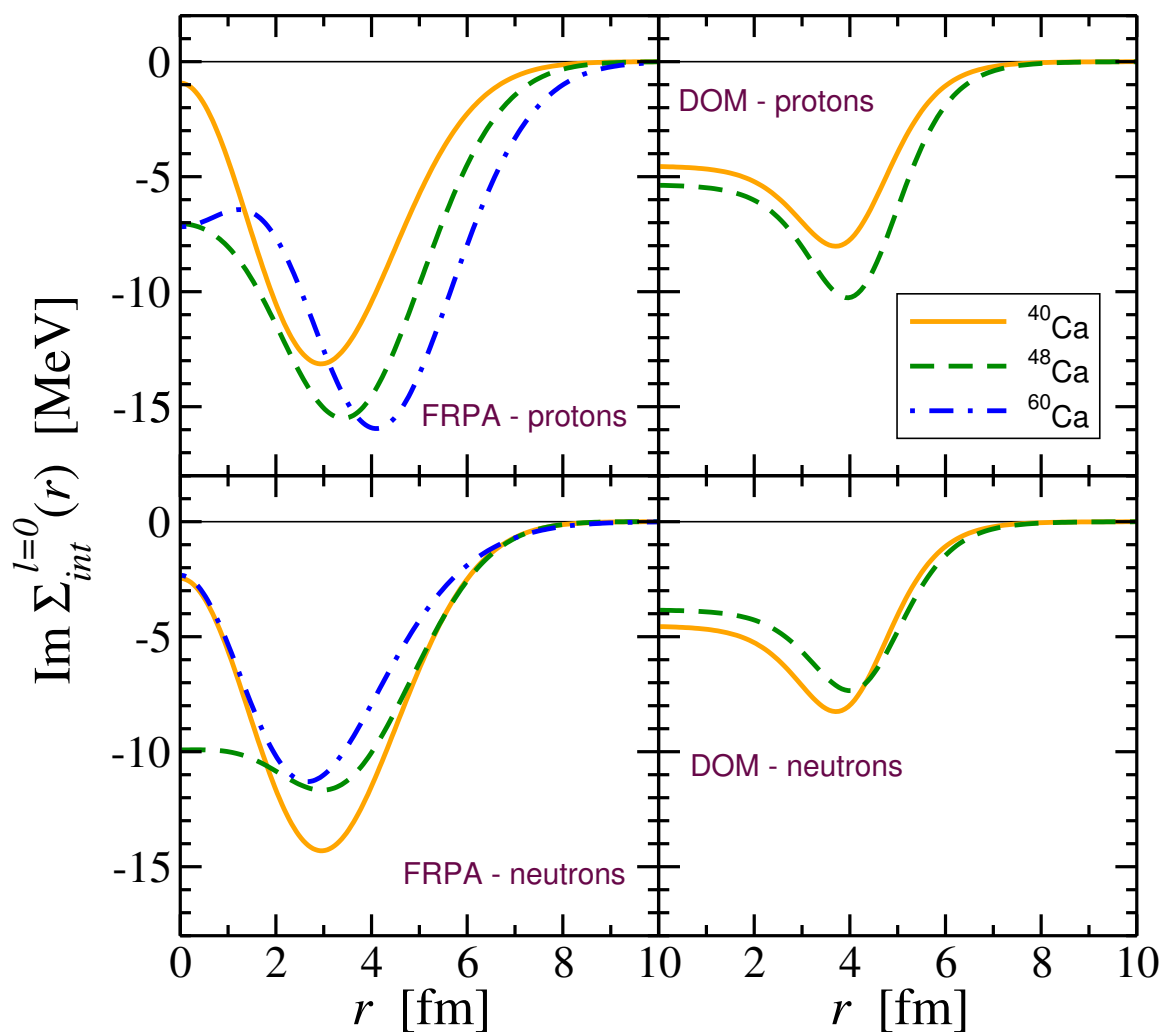 0
-5
-10
-15
FRPA - protons
DOM - protons
⁴⁰Ca
⁴⁸Ca
⁶⁰Ca
Im Σ_int^{l=0}(r) [MeV]
0
-5
-10
-15
FRPA - neutrons
DOM - neutrons
0 2 4 6 8 10 2 4 6 8 10
r [fm] r [fm]